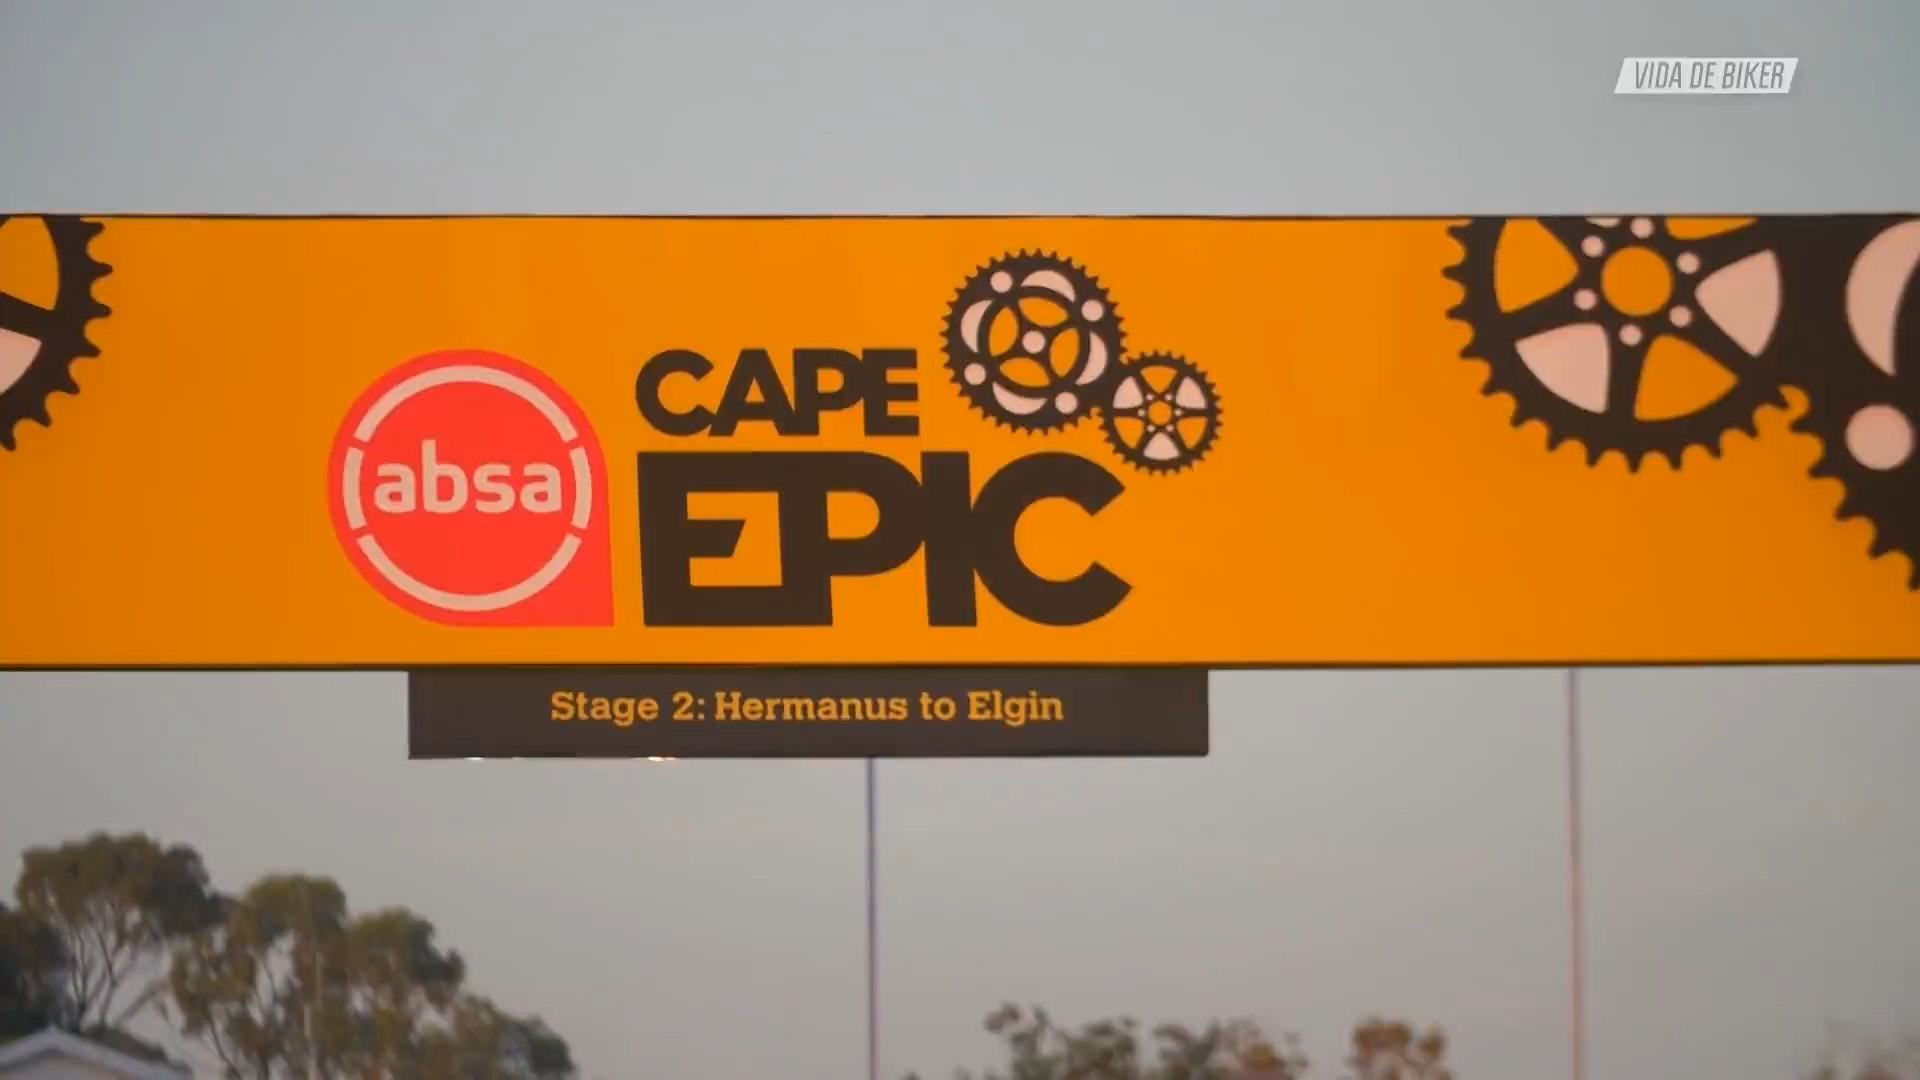 VIDA DE BIKER
absa
CAPE
EPIC
Stage 2: Hermanus to Elgin